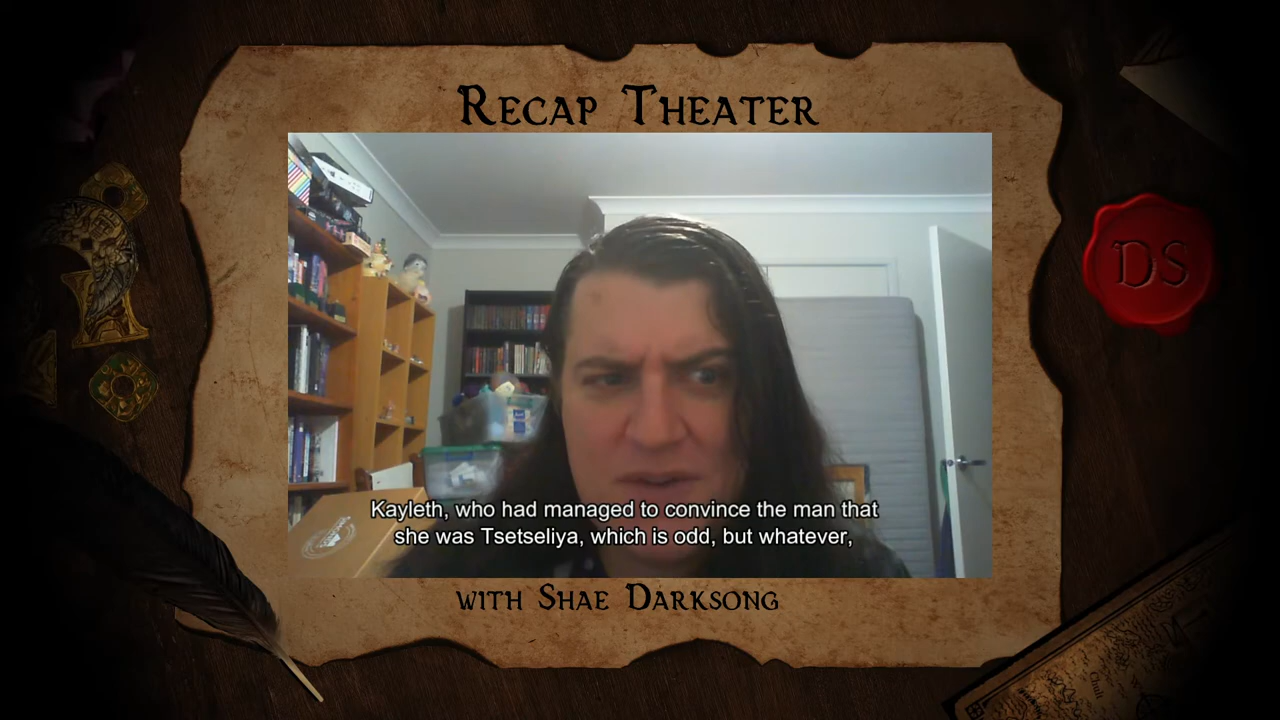 Recap Theater
DS
Kayleth, who had managed to convince the man that
she was Tsetseliya, which is odd, but whatever,
with Shae Darksong
Chult